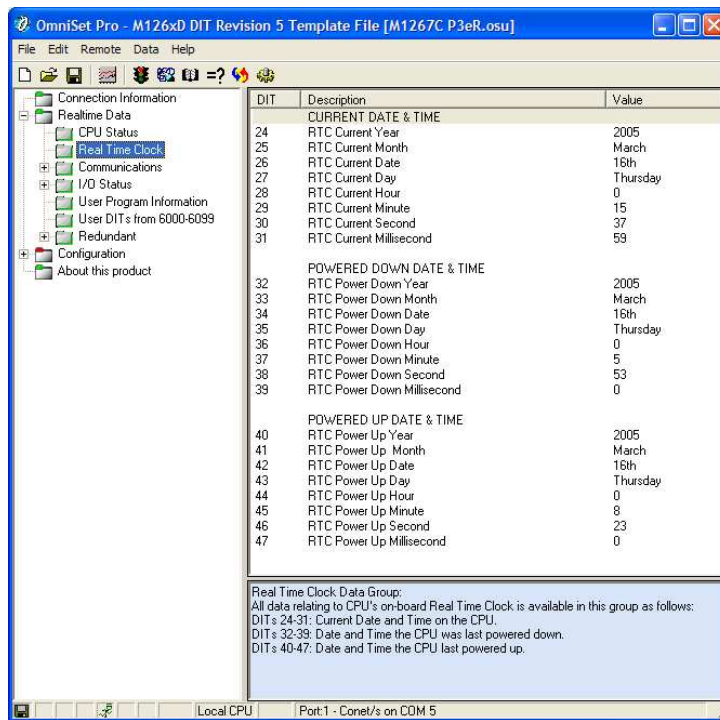 OmniSet Pro - M126xD DIT Revision 5 Template File [M1267C P3eR.osu]
File Edit Remote Data Help
=?
Connection Information
Realtime Data
CPU Status
Real Time Clock
Communications
I/O Status
User Program Information
User DITs from 6000-6099
Redundant
Configuration
About this product
DIT Description Value
CURRENT DATE & TIME
24 RTC Current Year 2005
25 RTC Current Month March
26 RTC Current Date 16th
27 RTC Current Day Thursday
28 RTC Current Hour 0
29 RTC Current Minute 15
30 RTC Current Second 37
31 RTC Current Millisecond 59
POWERED DOWN DATE & TIME
32 RTC Power Down Year 2005
33 RTC Power Down Month March
34 RTC Power Down Date 16th
35 RTC Power Down Day Thursday
36 RTC Power Down Hour 0
37 RTC Power Down Minute 5
38 RTC Power Down Second 53
39 RTC Power Down Millisecond 0
POWERED UP DATE & TIME
40 RTC Power Up Year 2005
41 RTC Power Up Month March
42 RTC Power Up Date 16th
43 RTC Power Up Day Thursday
44 RTC Power Up Hour 0
45 RTC Power Up Minute 8
46 RTC Power Up Second 23
47 RTC Power Up Millisecond 0
Real Time Clock Data Group:
All data relating to CPU's on-board Real Time Clock is available in this group as follows:
DITs 24-31: Current Date and Time on the CPU.
DITs 32-39: Date and Time the CPU was last powered down.
DITs 40-47: Date and Time the CPU last powered up.
Local CPU Port:1 - Conet/s on COM 5